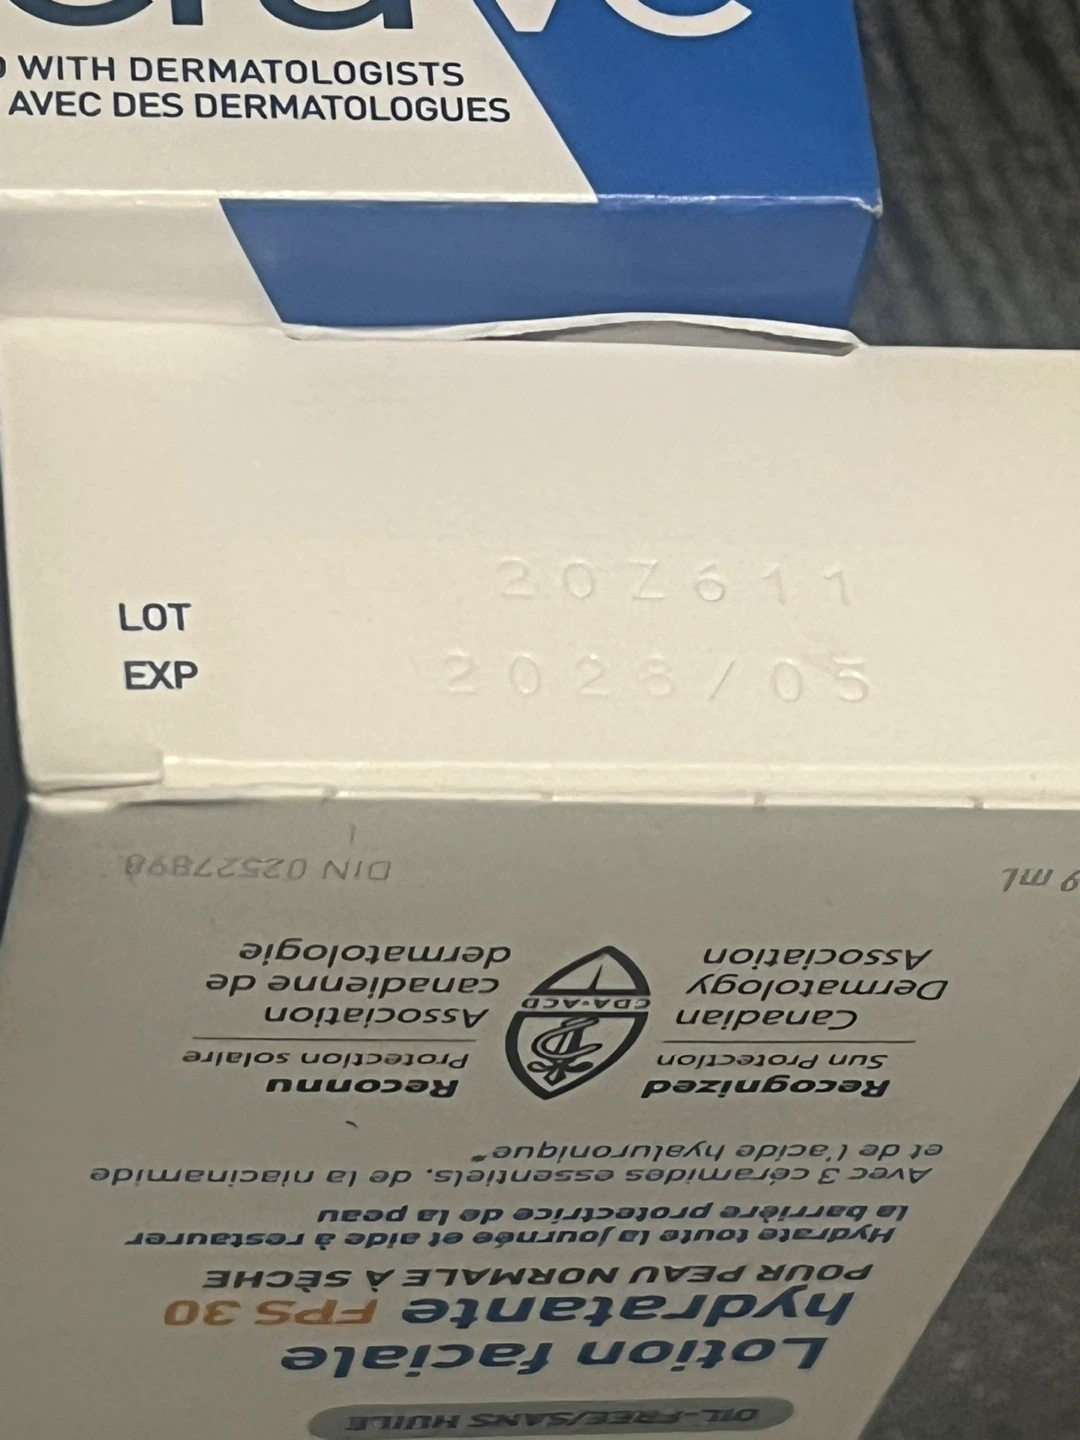 WITH DERMATOLOGISTS
AVEC DES DERMATOLOGUES
LOT 20Z611
EXP 2026/05
DIN 02527898
mL
Association canadienne de dermatologie
CDA•ACD
Canadian Dermatology Association
Reconnu
Protection solaire
Recognized
Sun Protection
OIL-FREE/SANS HUILE
Lotion faciale
hydratante FPS 30
POUR PEAU NORMALE À SÈCHE
Hydrate toute la journée et aide à restaurer
la barrière protectrice de la peau
Avec 3 céramides essentiels, de la niacinamide
et de l'acide hyaluronique